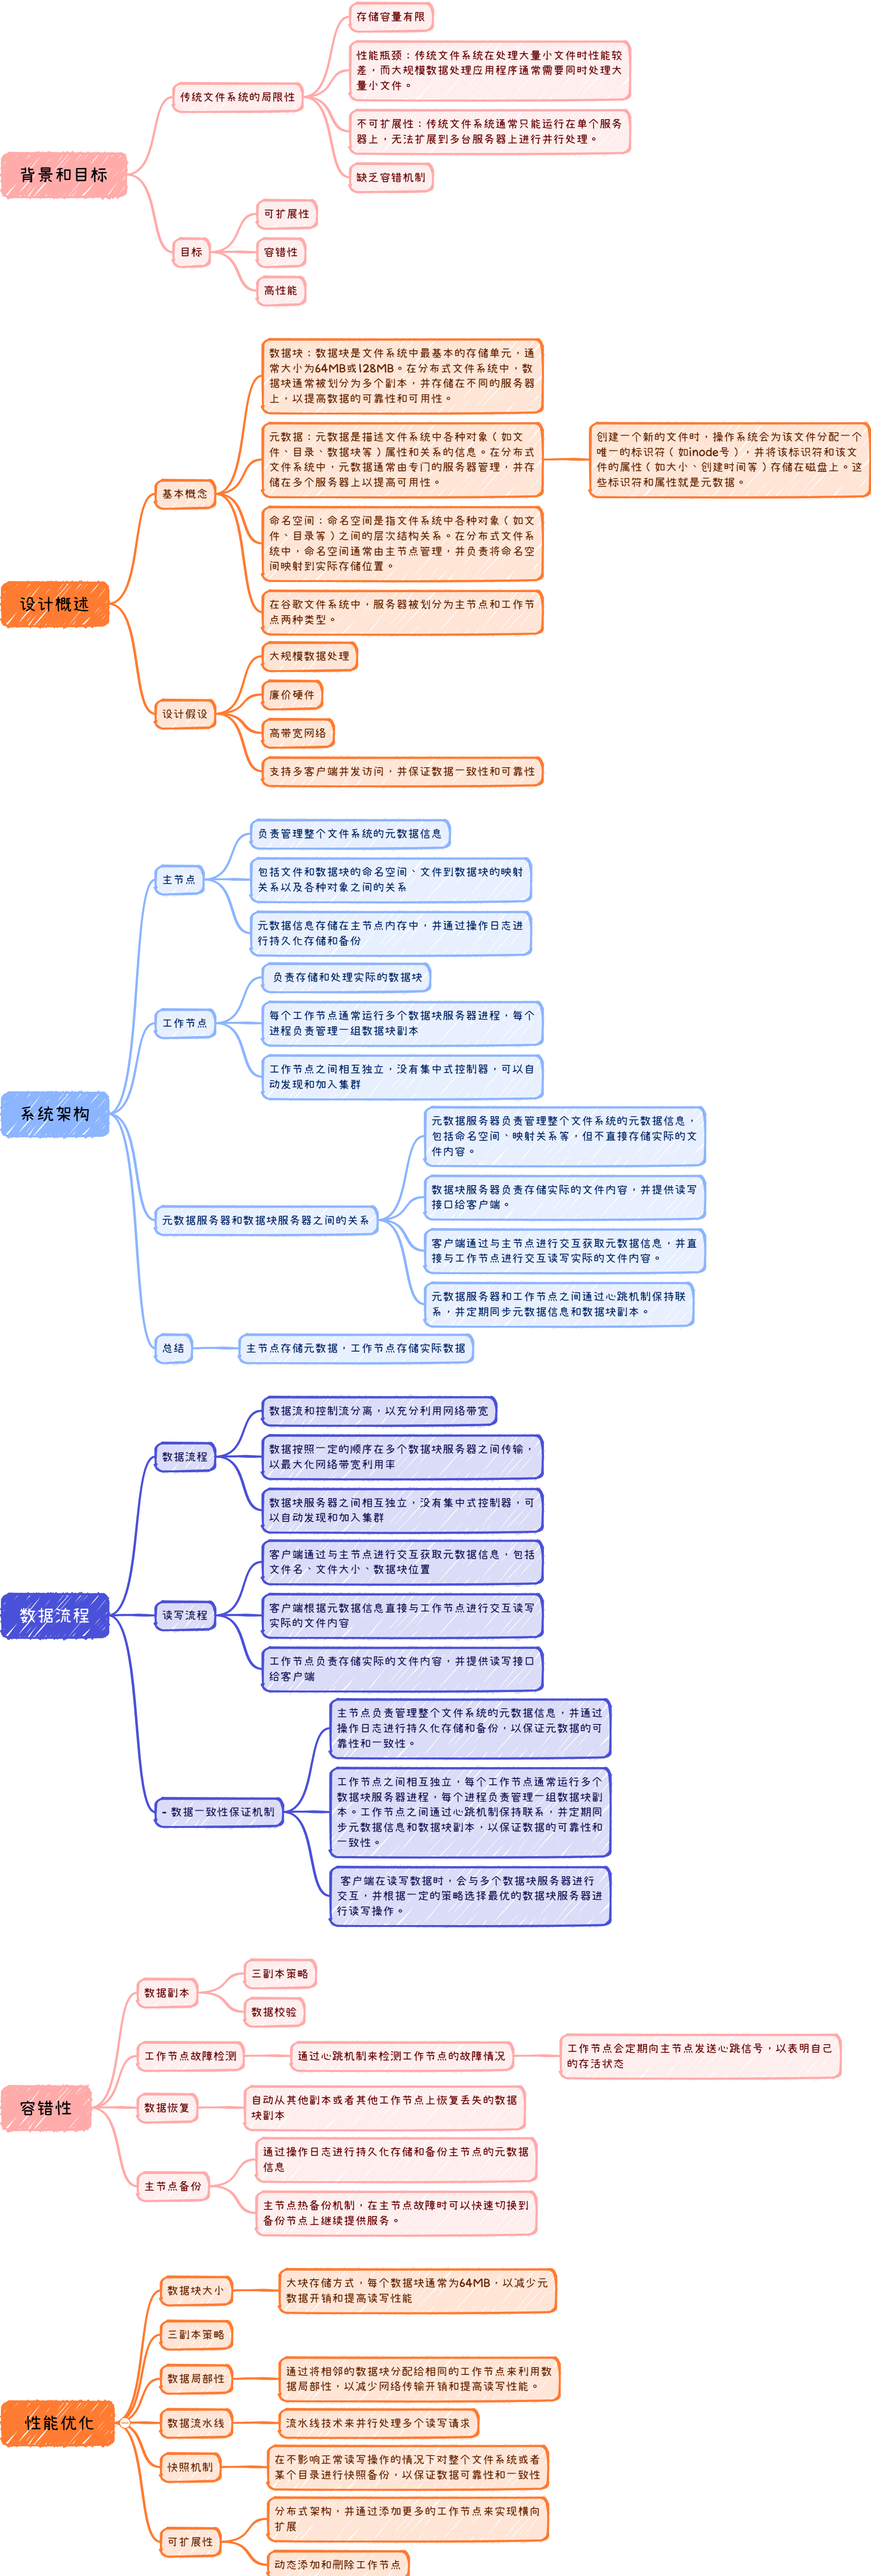 背景和目标
传统文件系统的局限性
存储容量有限
性能瓶颈：传统文件系统在处理大量小文件时性能较
差，而大规模数据处理应用程序通常需要同时处理大
量小文件。
不可扩展性：传统文件系统通常只能运行在单个服务
器上，无法扩展到多台服务器上进行并行处理。
缺乏容错机制
目标
可扩展性
容错性
高性能
设计概述
基本概念
数据块：数据块是文件系统中最基本的存储单元，通
常大小为64MB或128MB。在分布式文件系统中，数
据块通常被划分为多个副本，并存储在不同的服务器
上，以提高数据的可靠性和可用性。
元数据：元数据是描述文件系统中各种对象（如文
件、目录、数据块等）属性和关系的信息。在分布式
文件系统中，元数据通常由专门的服务器管理，并存
储在多个服务器上以提高可用性。
创建一个新的文件时，操作系统会为该文件分配一个
唯一的标识符（如inode号），并将该标识符和该文
件的属性（如大小、创建时间等）存储在磁盘上。这
些标识符和属性就是元数据。
命名空间：命名空间是指文件系统中各种对象（如文
件、目录等）之间的层次结构关系。在分布式文件系
统中，命名空间通常由主节点管理，并负责将命名空
间映射到实际存储位置。
在谷歌文件系统中，服务器被划分为主节点和工作节
点两种类型。
设计假设
大规模数据处理
廉价硬件
高带宽网络
支持多客户端并发访问，并保证数据一致性和可靠性
系统架构
主节点
负责管理整个文件系统的元数据信息
包括文件和数据块的命名空间、文件到数据块的映射
关系以及各种对象之间的关系
元数据信息存储在主节点内存中，并通过操作日志进
行持久化存储和备份
工作节点
负责存储和处理实际的数据块
每个工作节点通常运行多个数据块服务器进程，每个
进程负责管理一组数据块副本
工作节点之间相互独立，没有集中式控制器，可以自
动发现和加入集群
元数据服务器和数据块服务器之间的关系
元数据服务器负责管理整个文件系统的元数据信息，
包括命名空间、映射关系等，但不直接存储实际的文
件内容。
数据块服务器负责存储实际的文件内容，并提供读写
接口给客户端。
客户端通过与主节点进行交互获取元数据信息，并直
接与工作节点进行交互读写实际的文件内容。
元数据服务器和工作节点之间通过心跳机制保持联
系，并定期同步元数据信息和数据块副本。
总结
主节点存储元数据，工作节点存储实际数据
数据流程
数据流程
数据流和控制流分离，以充分利用网络带宽
数据按照一定的顺序在多个数据块服务器之间传输，
以最大化网络带宽利用率
数据块服务器之间相互独立，没有集中式控制器，可
以自动发现和加入集群
读写流程
客户端通过与主节点进行交互获取元数据信息，包括
文件名、文件大小、数据块位置
客户端根据元数据信息直接与工作节点进行交互读写
实际的文件内容
工作节点负责存储实际的文件内容，并提供读写接口
给客户端
- 数据一致性保证机制
主节点负责管理整个文件系统的元数据信息，并通过
操作日志进行持久化存储和备份，以保证元数据的可
靠性和一致性。
工作节点之间相互独立，每个工作节点通常运行多个
数据块服务器进程，每个进程负责管理一组数据块副
本。工作节点之间通过心跳机制保持联系，并定期同
步元数据信息和数据块副本，以保证数据的可靠性和
一致性。
客户端在读写数据时，会与多个数据块服务器进行
交互，并根据一定的策略选择最优的数据块服务器进
行读写操作。
容错性
数据副本
三副本策略
数据校验
工作节点故障检测
通过心跳机制来检测工作节点的故障情况
工作节点会定期向主节点发送心跳信号，以表明自己
的存活状态
数据恢复
自动从其他副本或者其他工作节点上恢复丢失的数据
块副本
主节点备份
通过操作日志进行持久化存储和备份主节点的元数据
信息
主节点热备份机制，在主节点故障时可以快速切换到
备份节点上继续提供服务。
性能优化
数据块大小
大块存储方式，每个数据块通常为64MB，以减少元
数据开销和提高读写性能
三副本策略
数据局部性
通过将相邻的数据块分配给相同的工作节点来利用数
据局部性，以减少网络传输开销和提高读写性能。
数据流水线
流水线技术来并行处理多个读写请求
快照机制
在不影响正常读写操作的情况下对整个文件系统或者
某个目录进行快照备份，以保证数据可靠性和一致性
可扩展性
分布式架构，并通过添加更多的工作节点来实现横向
扩展
动态添加和删除工作节点